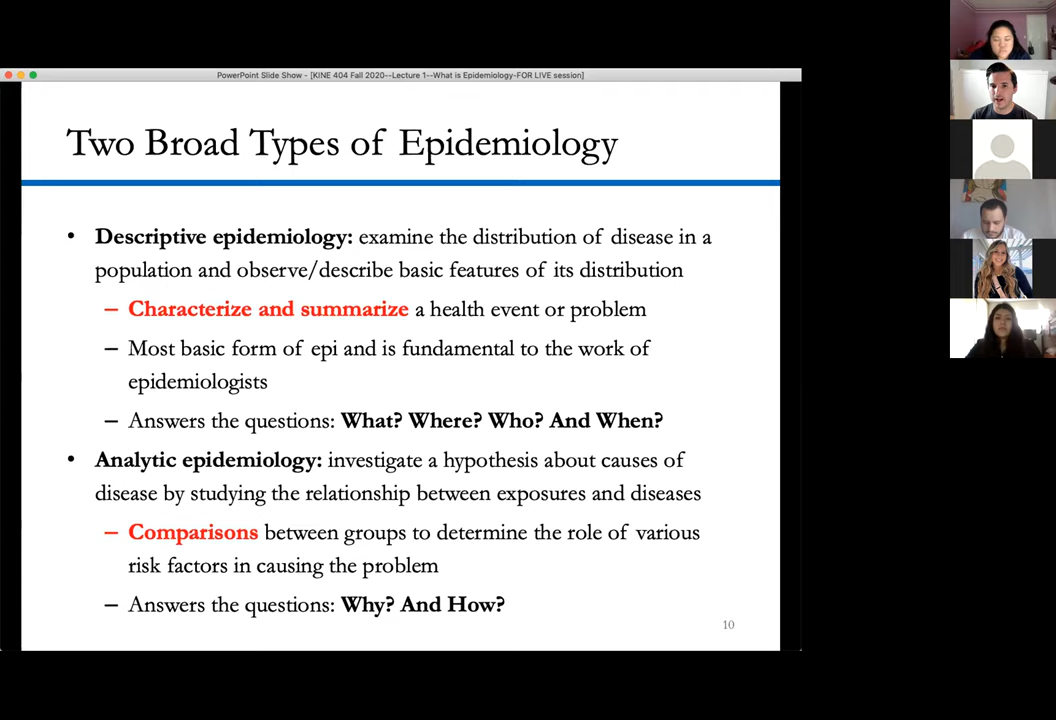 PowerPoint Slide Show - [KINE 404 Fall 2020--Lecture 1--What is Epidemiology-FOR LIVE session]
Two Broad Types of Epidemiology
• Descriptive epidemiology: examine the distribution of disease in a
population and observe/describe basic features of its distribution
– Characterize and summarize a health event or problem
– Most basic form of epi and is fundamental to the work of
epidemiologists
– Answers the questions: What? Where? Who? And When?
• Analytic epidemiology: investigate a hypothesis about causes of
disease by studying the relationship between exposures and diseases
– Comparisons between groups to determine the role of various
risk factors in causing the problem
– Answers the questions: Why? And How?
10